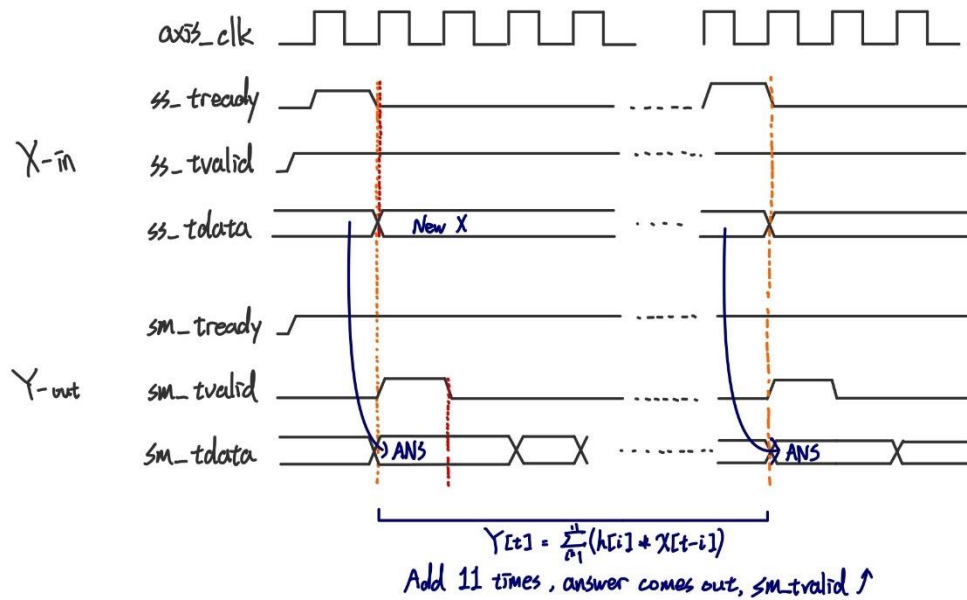 axis_clk
ss_tready
X-in
ss_tvalid
ss_tdata
New X
sm_tready
Y-out
sm_tvalid
sm_tdata
ANS
ANS
Y[t] = Σ(h[i] * X[t-i])
Add 11 times, answer comes out, sm_tvalid ↑